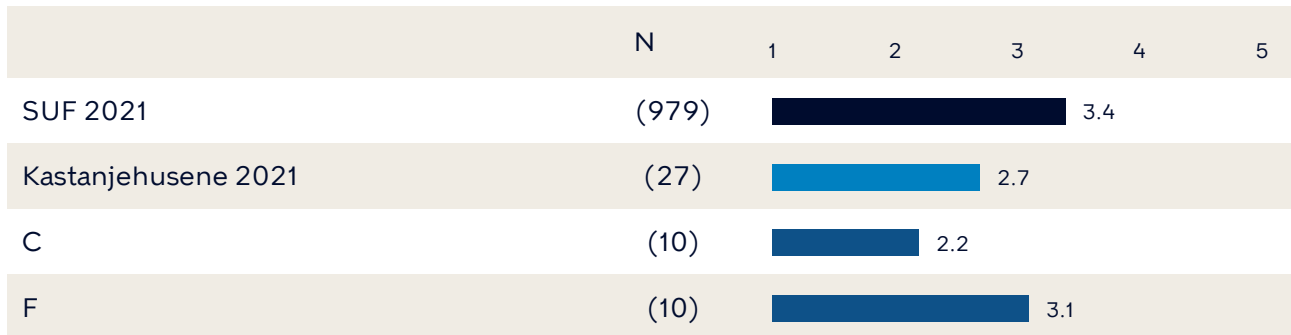 N 1 2 3 4 5
SUF 2021 (979) 3.4
Kastanjehusene 2021 (27) 2.7
C (10) 2.2
F (10) 3.1